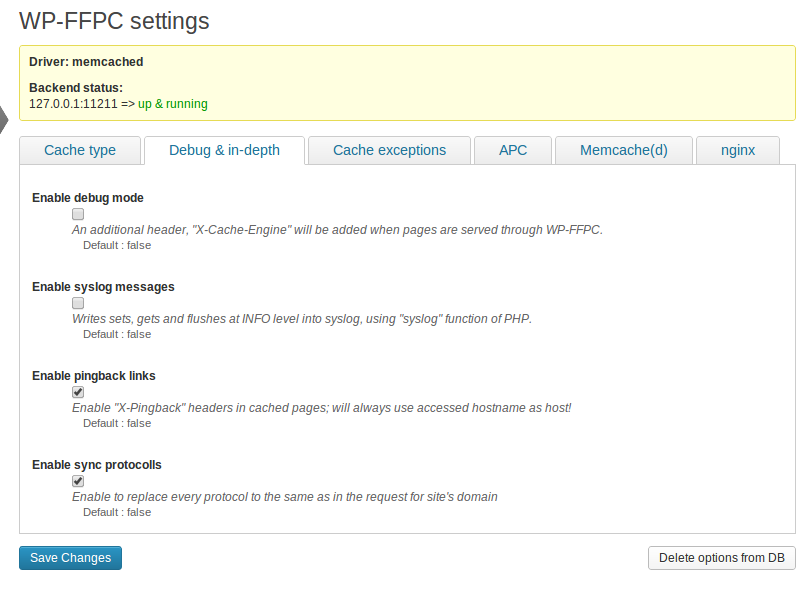 WP-FFPC settings
Driver: memcached
Backend status:
127.0.0.1:11211 => up & running
Cache type Debug & in-depth Cache exceptions APC Memcache(d) nginx
Enable debug mode
An additional header, "X-Cache-Engine" will be added when pages are served through WP-FFPC.
Default : false
Enable syslog messages
Writes sets, gets and flushes at INFO level into syslog, using "syslog" function of PHP.
Default : false
Enable pingback links
Enable "X-Pingback" headers in cached pages; will always use accessed hostname as host!
Default : false
Enable sync protocolls
Enable to replace every protocol to the same as in the request for site's domain
Default : false
Save Changes Delete options from DB